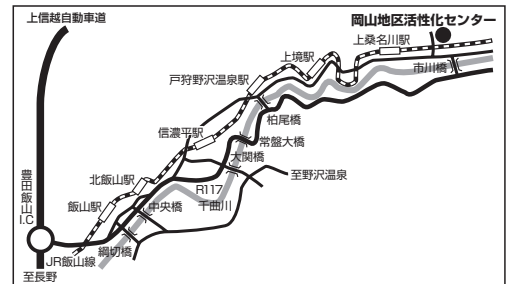 上信越自動車道
岡山地区活性化センター
上桑名川駅
上境駅
市川橋
戸狩野沢温泉駅
柏尾橋
信濃平駅
常盤大橋
大関橋
至野沢温泉
北飯山駅
R117
千曲川
豊田飯山I.C
飯山駅
中央橋
綱切橋
JR飯山線
至長野